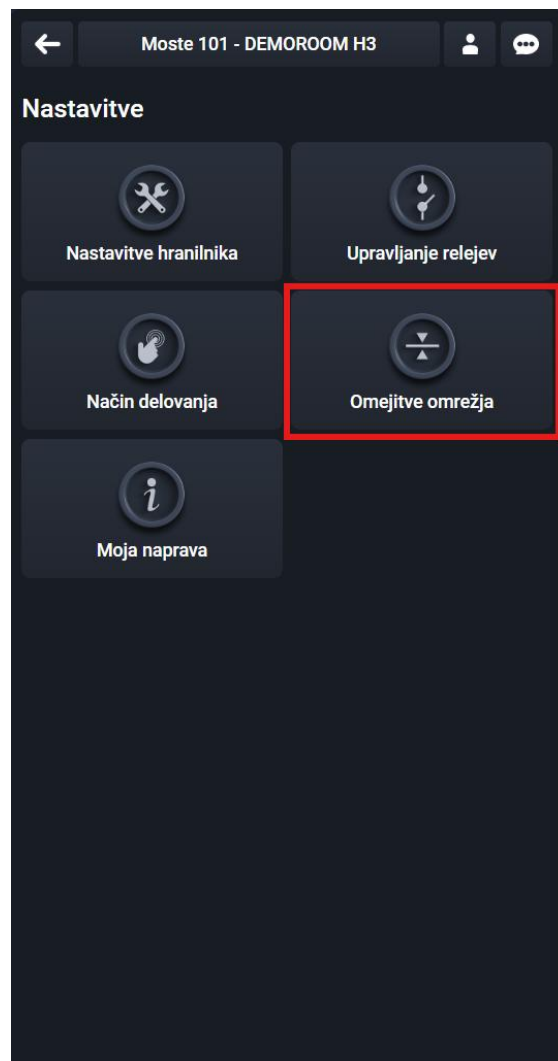 Moste 101 - DEMOROOM H3
Nastavitve
Nastavitve hranilnika
Upravljanje relejev
Način delovanja
Omejitve omrežja
Moja naprava